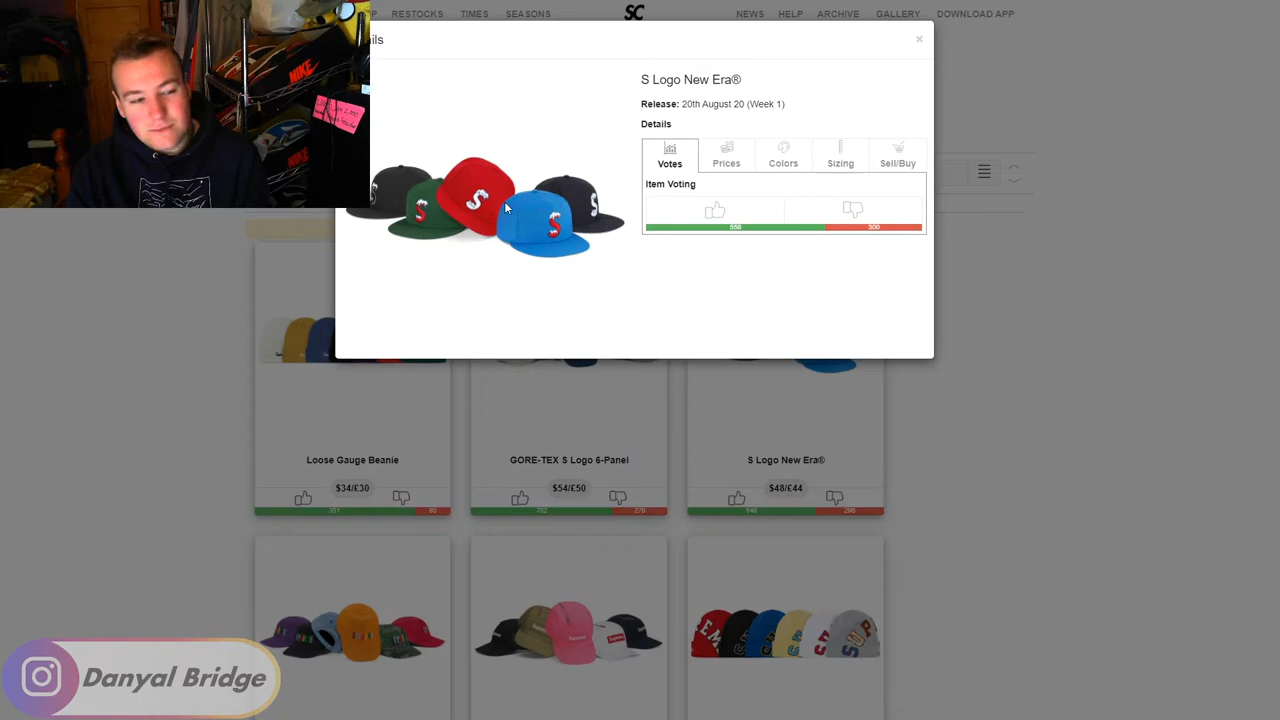 RESTOCKS TIMES SEASONS SC NEWS HELP ARCHIVE GALLERY DOWNLOAD APP
ils ×
S Logo New Era®
Release: 20th August 20 (Week 1)
Details
Votes Prices Colors Sizing Sell/Buy
Item Voting
558 300
NIKE
NIKE
Loose Gauge Beanie GORE-TEX S Logo 6-Panel S Logo New Era®
$34/£30 $54/£50 $48/£44
Danyal Bridge